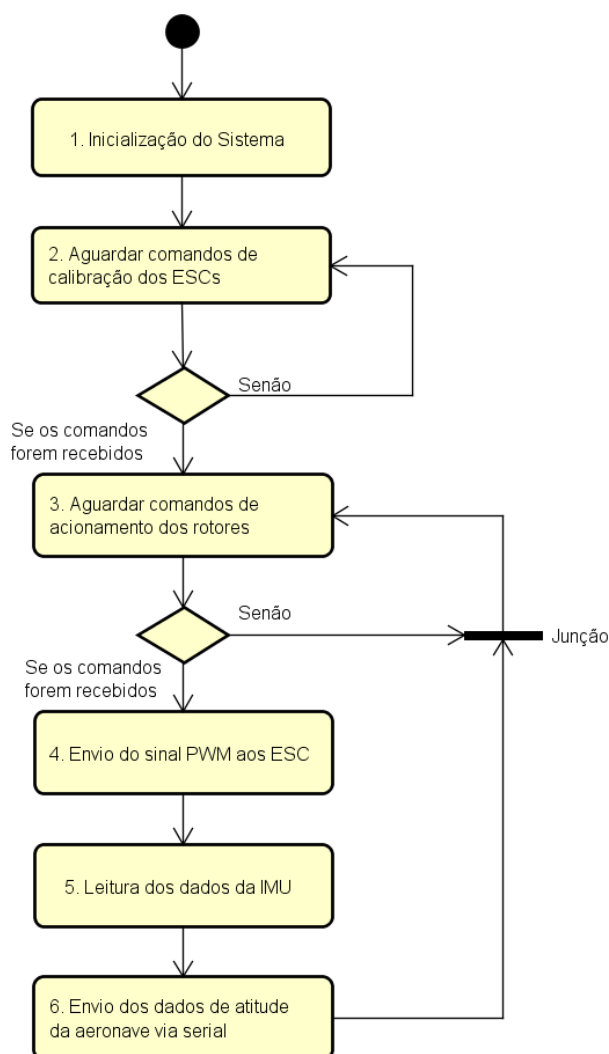 1. Inicialização do Sistema
2. Aguardar comandos de
calibração dos ESCs
Senão
Se os comandos
forem recebidos
3. Aguardar comandos de
acionamento dos rotores
Senão
Junção
Se os comandos
forem recebidos
4. Envio do sinal PWM aos ESC
5. Leitura dos dados da IMU
6. Envio dos dados de atitude
da aeronave via serial